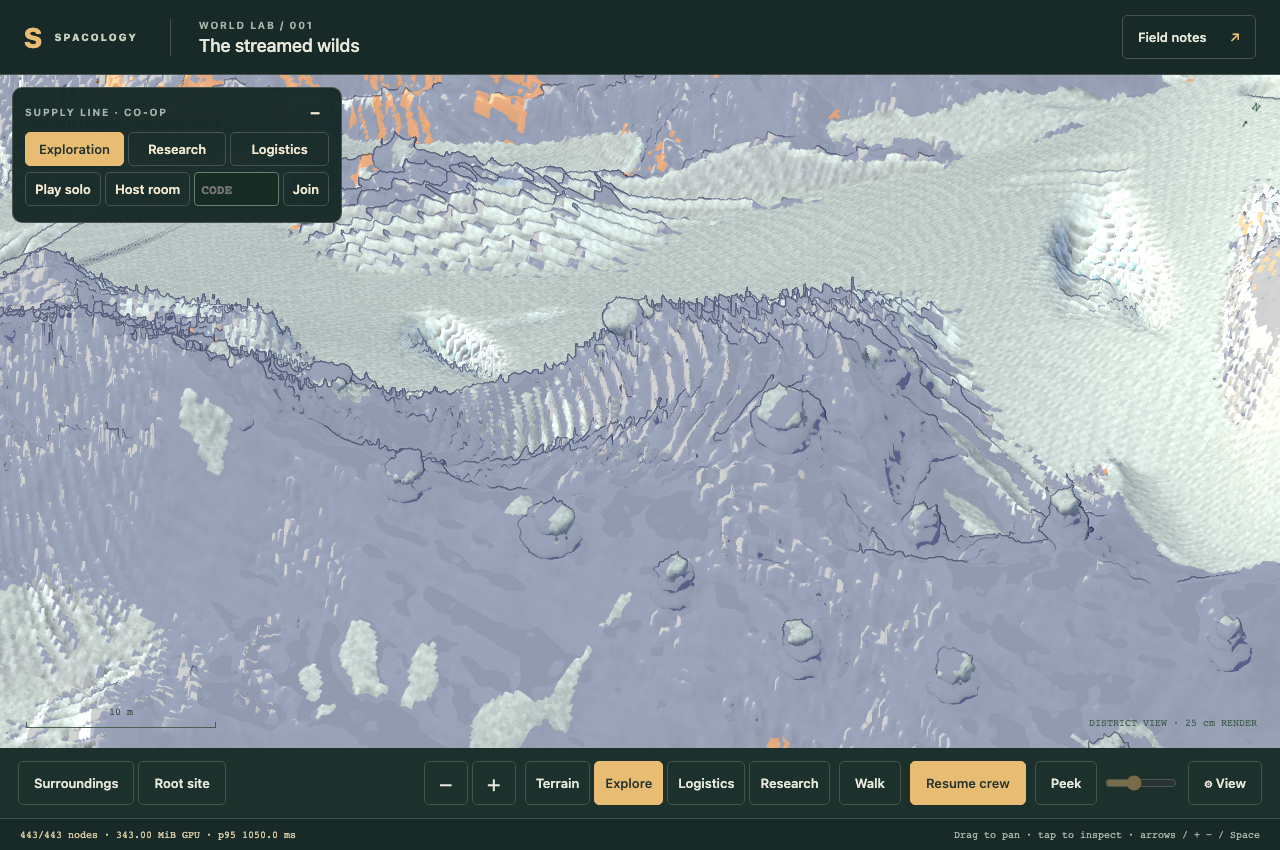 S SPACOLOGY
WORLD LAB / 001
The streamed wilds
Field notes ↗
SUPPLY LINE · CO-OP −
Exploration Research Logistics
Play solo Host room CODE Join
N
10 m
DISTRICT VIEW · 25 cm RENDER
Surroundings Root site − + Terrain Explore Logistics Research Walk Resume crew Peek ⚙ View
443/443 nodes · 343.00 MiB GPU · p95 1050.0 ms
Drag to pan · tap to inspect · arrows / + − / Space